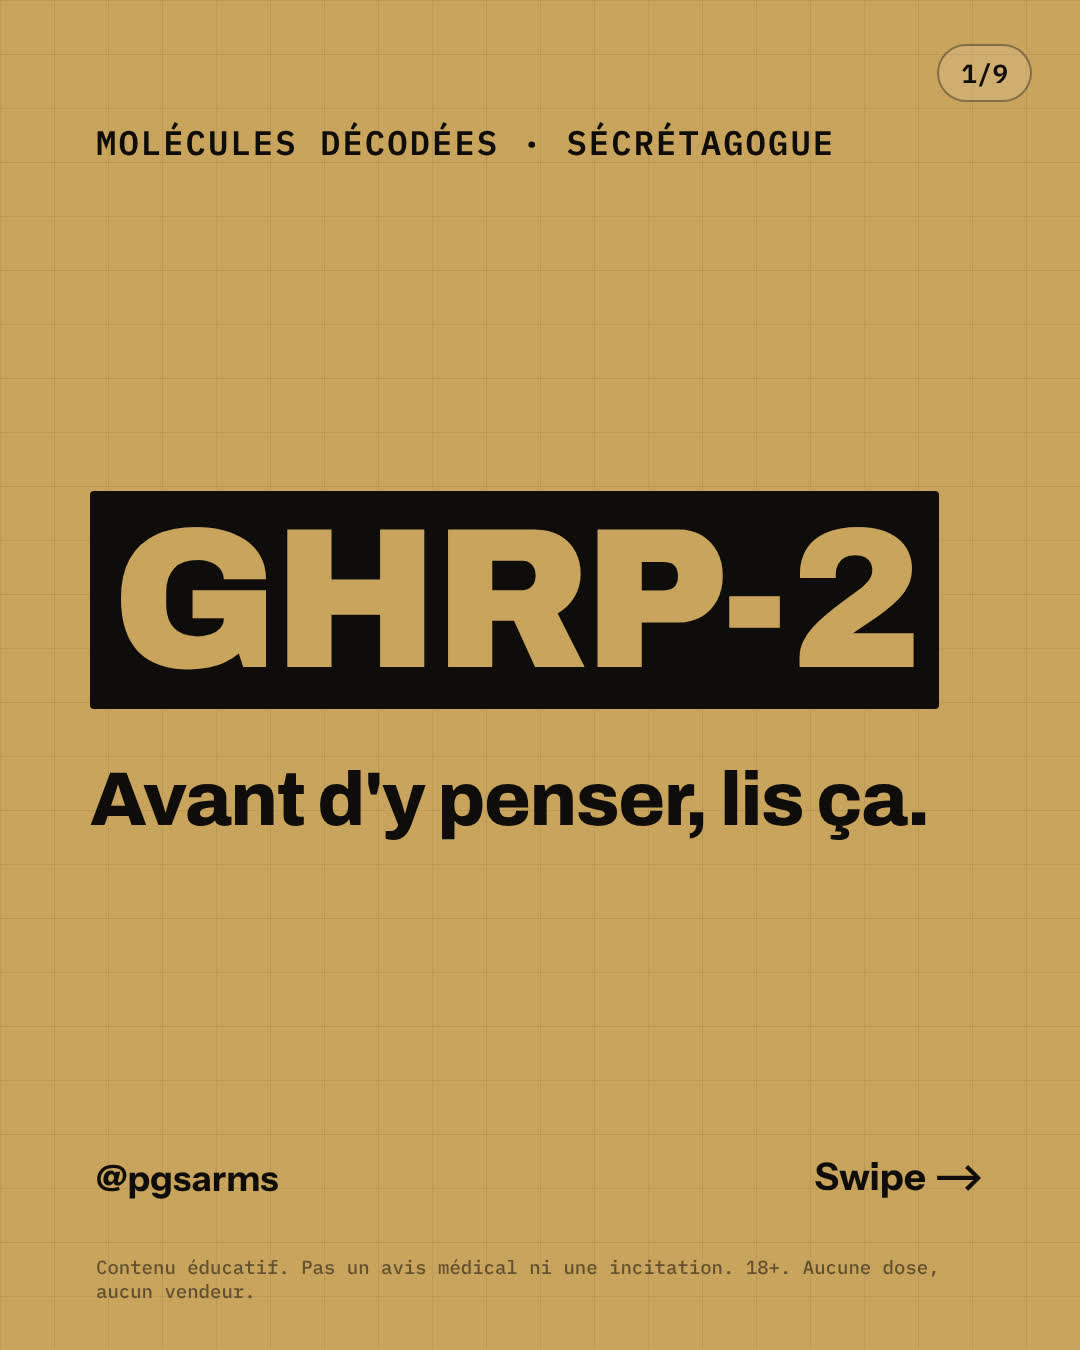 1/9
MOLÉCULES DÉCODÉES · SÉCRÉTAGOGUE
GHRP-2
Avant d'y penser, lis ça.
@pgsarms
Swipe →
Contenu éducatif. Pas un avis médical ni une incitation. 18+. Aucune dose,
aucun vendeur.